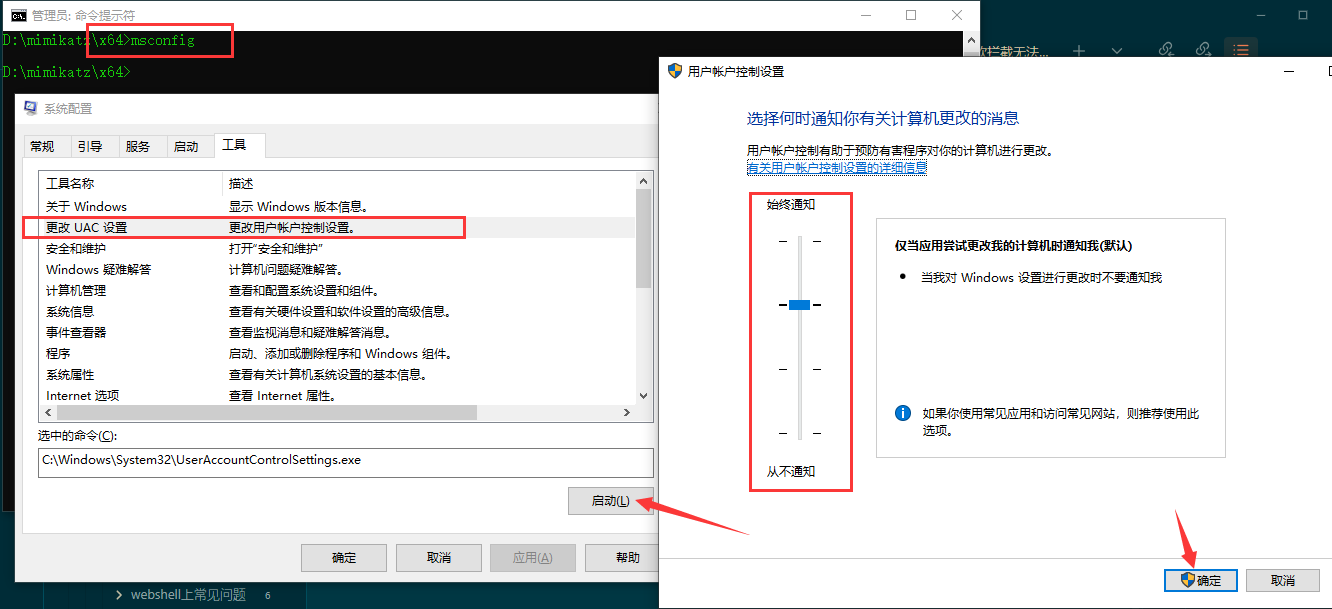 管理员: 命令提示符
D:\mimikatz\x64>msconfig
D:\mimikatz\x64>
拦截无法...
系统配置
常规 引导 服务 启动 工具
工具名称 描述
关于 Windows 显示 Windows 版本信息。
更改 UAC 设置 更改用户帐户控制设置。
安全和维护 打开“安全和维护”
Windows 疑难解答 计算机问题疑难解答。
计算机管理 查看和配置系统设置和组件。
系统信息 查看有关硬件设置和软件设置的高级信息。
事件查看器 查看监视消息和疑难解答消息。
程序 启动、添加或删除程序和 Windows 组件。
系统属性 查看有关计算机系统设置的基本信息。
Internet 选项 查看 Internet 属性。
选中的命令(C):
C:\Windows\System32\UserAccountControlSettings.exe
启动(L)
确定 取消 应用(A) 帮助
webshell上常见问题 6
用户帐户控制设置
选择何时通知你有关计算机更改的消息
用户帐户控制有助于预防有害程序对你的计算机进行更改。
有关用户帐户控制设置的详细信息
始终通知
仅当应用尝试更改我的计算机时通知我(默认)
当我对 Windows 设置进行更改时不要通知我
如果你使用常见应用和访问常见网站，则推荐使用此
选项。
从不通知
确定 取消